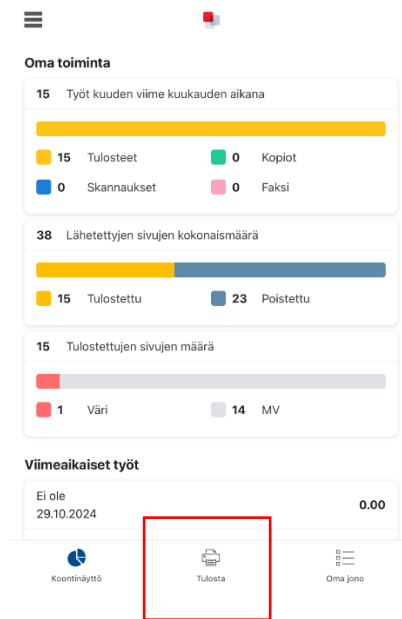 Oma toiminta
15 Työt kuuden viime kuukauden aikana
15 Tulosteet 0 Kopiot
0 Skannaukset 0 Faksi
38 Lähetettyjen sivujen kokonaismäärä
15 Tulostettu 23 Poistettu
15 Tulostettujen sivujen määrä
1 Väri 14 MV
Viimeaikaiset työt
Ei ole
29.10.2024 0.00
Koontinäyttö Tulosta Oma jono